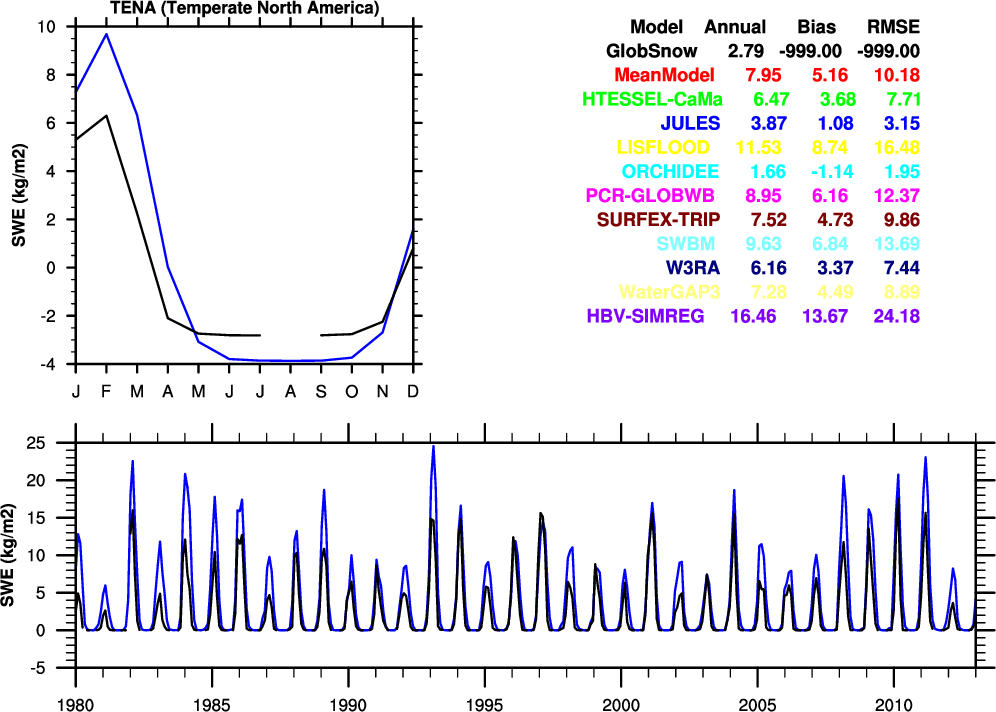 TENA (Temperate North America)
10
8
6
4
2
0
-2
-4
SWE (kg/m2)
J F M A M J J A S O N D
Model Annual Bias RMSE
GlobSnow 2.79 -999.00 -999.00
MeanModel 7.95 5.16 10.18
HTESSEL-CaMa 6.47 3.68 7.71
JULES 3.87 1.08 3.15
LISFLOOD 11.53 8.74 16.48
ORCHIDEE 1.66 -1.14 1.95
PCR-GLOBWB 8.95 6.16 12.37
SURFEX-TRIP 7.52 4.73 9.86
SWBM 9.63 6.84 13.69
W3RA 6.16 3.37 7.44
WaterGAP3 7.28 4.49 8.89
HBV-SIMREG 16.46 13.67 24.18
25
20
15
10
5
0
-5
SWE (kg/m2)
1980 1985 1990 1995 2000 2005 2010